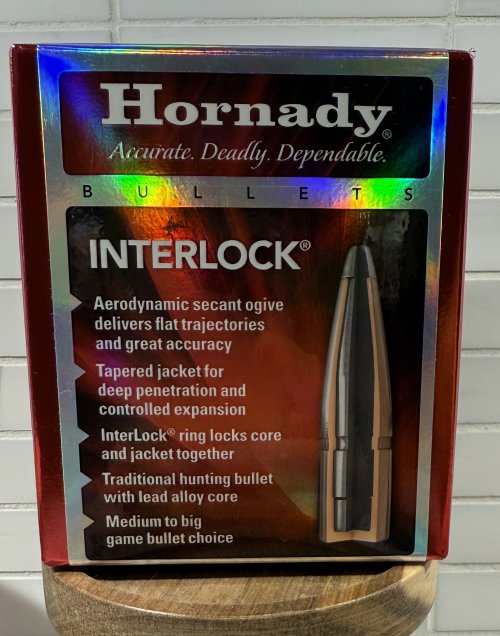 Hornady®
Accurate. Deadly. Dependable.
BULLETS
INTERLOCK®
Aerodynamic secant ogive
delivers flat trajectories
and great accuracy
Tapered jacket for
deep penetration and
controlled expansion
InterLock® ring locks core
and jacket together
Traditional hunting bullet
with lead alloy core
Medium to big
game bullet choice